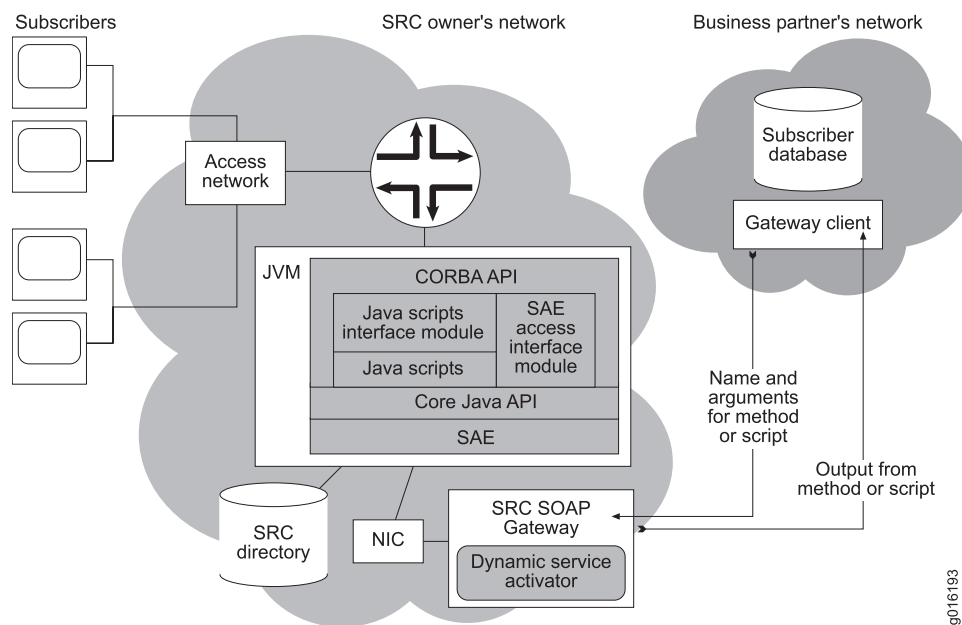 Subscribers
SRC owner's network
Business partner's network
Subscriber
database
Access
network
Gateway client
JVM
CORBA API
Java scripts
interface module
SAE
access
interface
module
Java scripts
Core Java API
SAE
Name and
arguments
for method
or script
Output from
method or script
SRC
directory
NIC
SRC SOAP
Gateway
Dynamic service
activator
g016193